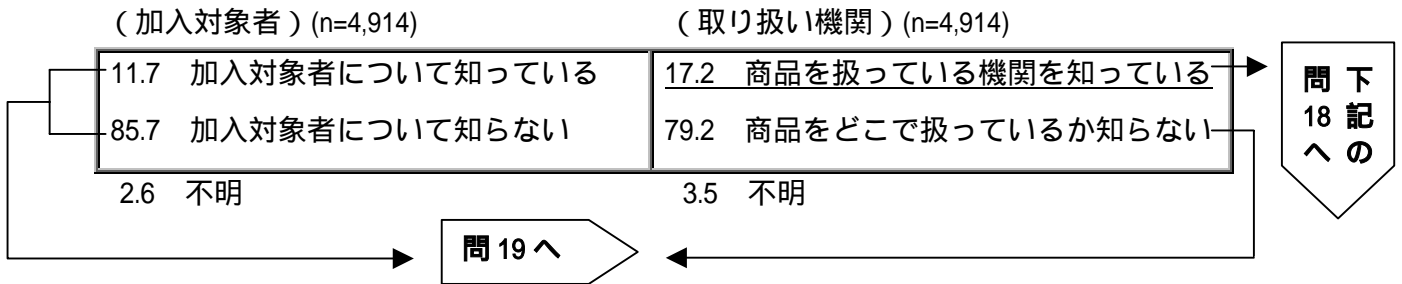 （加入対象者）(n=4,914)
（取り扱い機関）(n=4,914)
11.7 加入対象者について知っている
17.2 商品を扱っている機関を知っている
85.7 加入対象者について知らない
79.2 商品をどこで扱っているか知らない
2.6 不明
3.5 不明
下記の
問18へ
問19へ